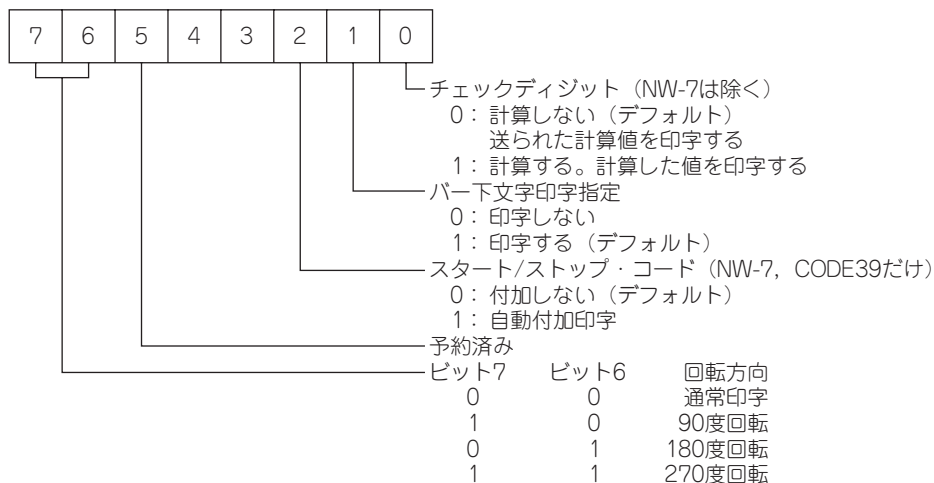 7 6 5 4 3 2 1 0
チェックディジット（NW-7は除く）
0：計算しない（デフォルト）
送られた計算値を印字する
1：計算する。計算した値を印字する
バー下文字印字指定
0：印字しない
1：印字する（デフォルト）
スタート/ストップ・コード（NW-7，CODE39だけ）
0：付加しない（デフォルト）
1：自動付加印字
予約済み
ビット7 ビット6 回転方向
0 0 通常印字
1 0 90度回転
0 1 180度回転
1 1 270度回転